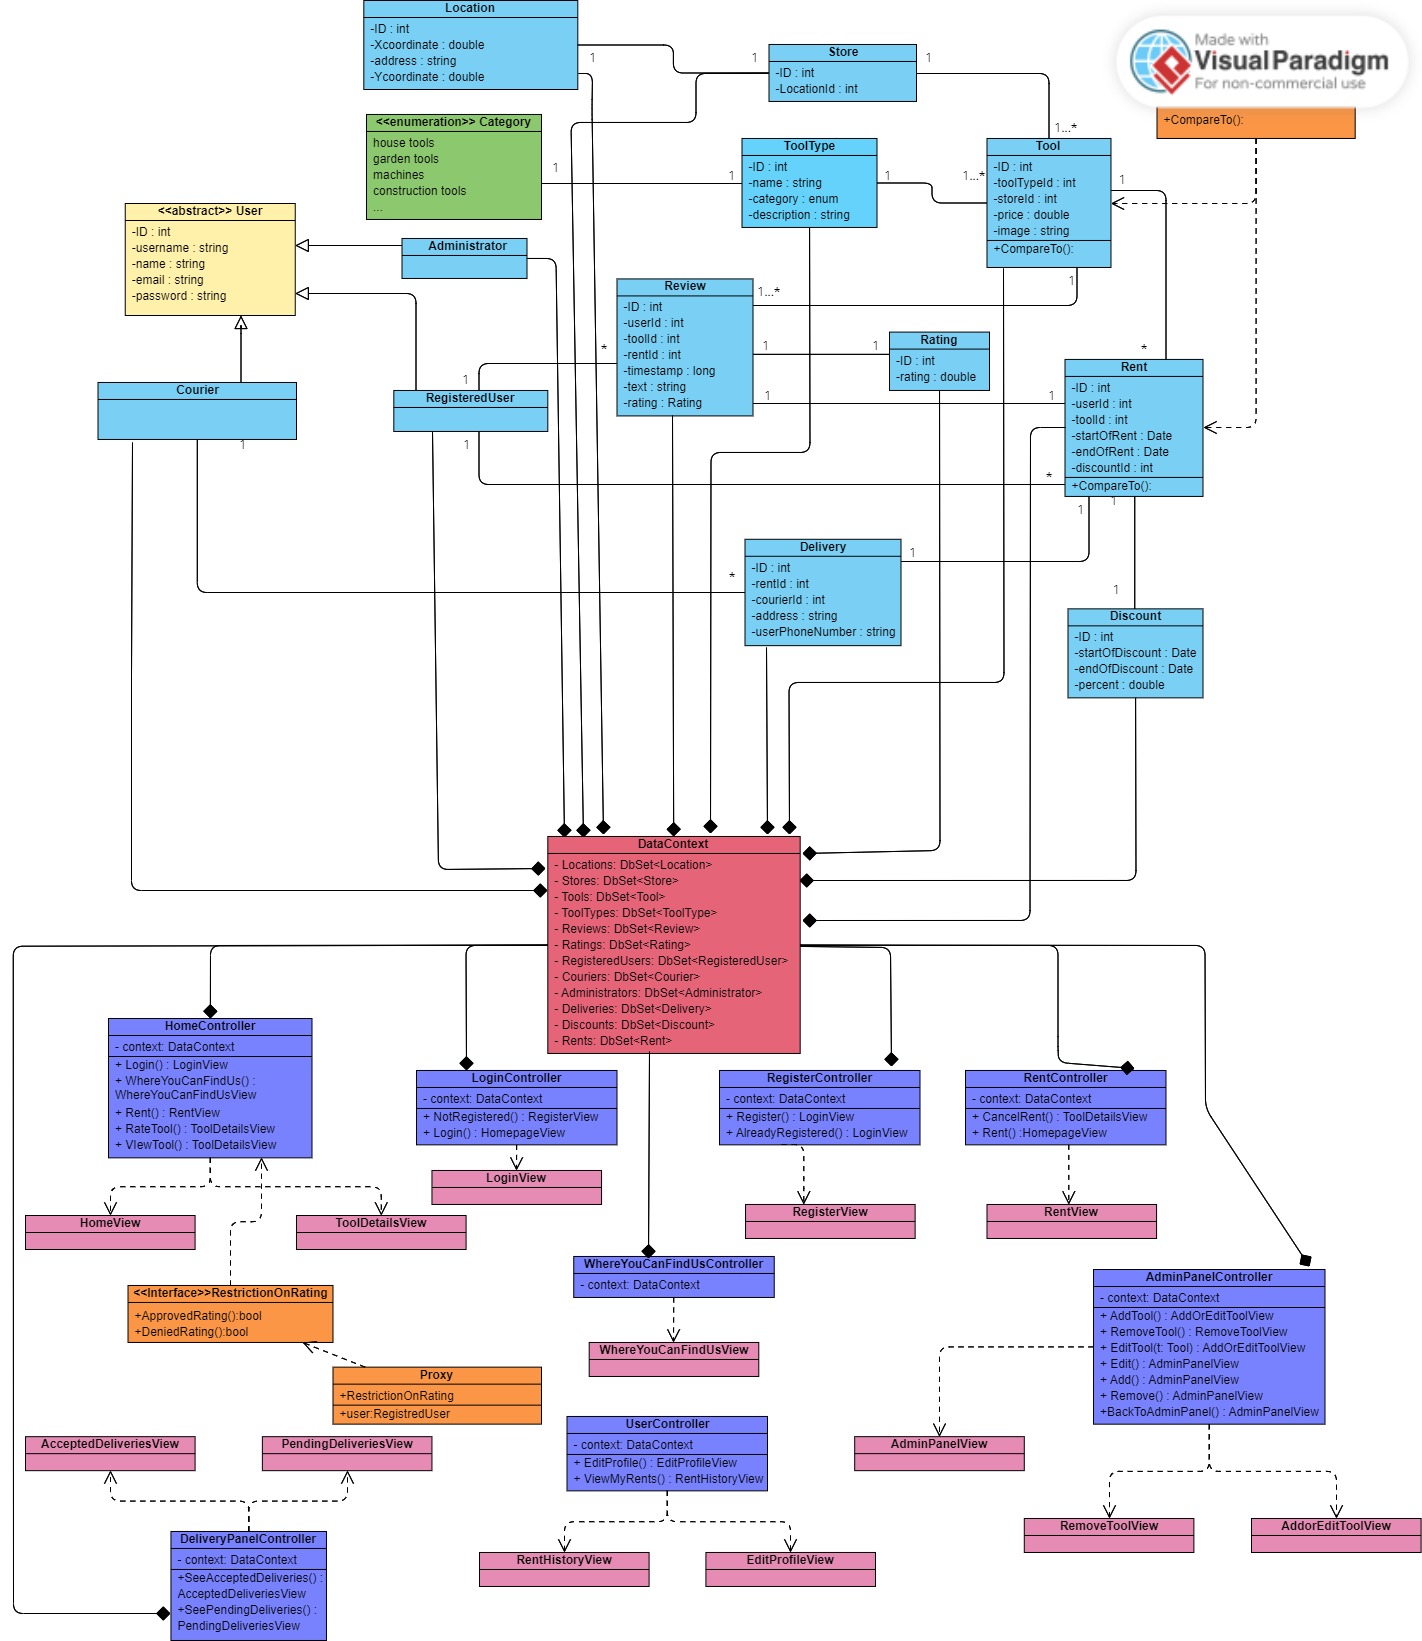 Location
-ID : int
-Xcoordinate : double
-address : string
-Ycoordinate : double
1
1
Store
-ID : int
-LocationId : int
1
1...*
Made with
VisualParadigm
For non-commercial use
+CompareTo():
<<enumeration>> Category
house tools
garden tools
machines
construction tools
...
1
1
ToolType
-ID : int
-name : string
-category : enum
-description : string
1
1...*
Tool
-ID : int
-toolTypeId : int
-storeId : int
-price : double
-image : string
+CompareTo():
1
1
<<abstract>> User
-ID : int
-username : string
-name : string
-email : string
-password : string
Administrator
Review
-ID : int
-userId : int
-toolId : int
-rentId : int
-timestamp : long
-text : string
-rating : Rating
1...*
1
1
1
1
*
Rating
-ID : int
-rating : double
*
Rent
-ID : int
-userId : int
-toolId : int
-startOfRent : Date
-endOfRent : Date
-discountId : int
+CompareTo():
Courier
1
RegisteredUser
1
1
*
1
1
Delivery
-ID : int
-rentId : int
-courierId : int
-address : string
-userPhoneNumber : string
*
1
1
Discount
-ID : int
-startOfDiscount : Date
-endOfDiscount : Date
-percent : double
DataContext
- Locations: DbSet<Location>
- Stores: DbSet<Store>
- Tools: DbSet<Tool>
- ToolTypes: DbSet<ToolType>
- Reviews: DbSet<Review>
- Ratings: DbSet<Rating>
- RegisteredUsers: DbSet<RegisteredUser>
- Couriers: DbSet<Courier>
- Administrators: DbSet<Administrator>
- Deliveries: DbSet<Delivery>
- Discounts: DbSet<Discount>
- Rents: DbSet<Rent>
HomeController
- context: DataContext
+ Login() : LoginView
+ WhereYouCanFindUs() :
WhereYouCanFindUsView
+ Rent() : RentView
+ RateTool() : ToolDetailsView
+ VIewTool() : ToolDetailsView
LoginController
- context: DataContext
+ NotRegistered() : RegisterView
+ Login() : HomepageView
RegisterController
- context: DataContext
+ Register() : LoginView
+ AlreadyRegistered() : LoginView
RentController
- context: DataContext
+ CancelRent() : ToolDetailsView
+ Rent() :HomepageView
LoginView
HomeView
ToolDetailsView
RegisterView
RentView
WhereYouCanFindUsController
- context: DataContext
AdminPanelController
- context: DataContext
+ AddTool() : AddOrEditToolView
+ RemoveTool() : RemoveToolView
+ EditTool(t: Tool) : AddOrEditToolView
+ Edit() : AdminPanelView
+ Add() : AdminPanelView
+ Remove() : AdminPanelView
+BackToAdminPanel() : AdminPanelView
<<Interface>>RestrictionOnRating
+ApprovedRating():bool
+DeniedRating():bool
WhereYouCanFindUsView
Proxy
+RestrictionOnRating
+user:RegistredUser
AcceptedDeliveriesView
PendingDeliveriesView
UserController
- context: DataContext
+ EditProfile() : EditProfileView
+ ViewMyRents() : RentHistoryView
AdminPanelView
RemoveToolView
AddorEditToolView
DeliveryPanelController
- context: DataContext
+SeeAcceptedDeliveries() :
AcceptedDeliveriesView
+SeePendingDeliveries() :
PendingDeliveriesView
RentHistoryView
EditProfileView